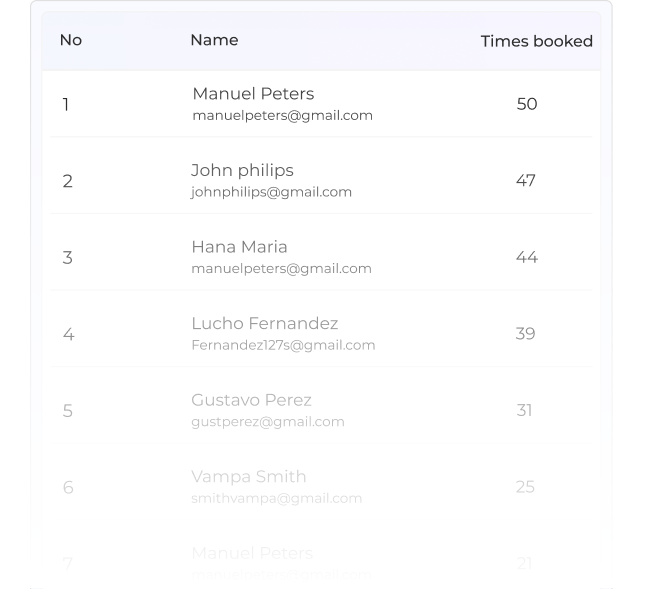 No Name Times booked
1 Manuel Peters 50
manuelpeters@gmail.com
2 John philips 47
johnphilips@gmail.com
3 Hana Maria 44
manuelpeters@gmail.com
4 Lucho Fernandez 39
Fernandez127s@gmail.com
5 Gustavo Perez 31
gustperez@gmail.com
6 Vampa Smith 25
smithvampa@gmail.com
7 Manuel Peters 21